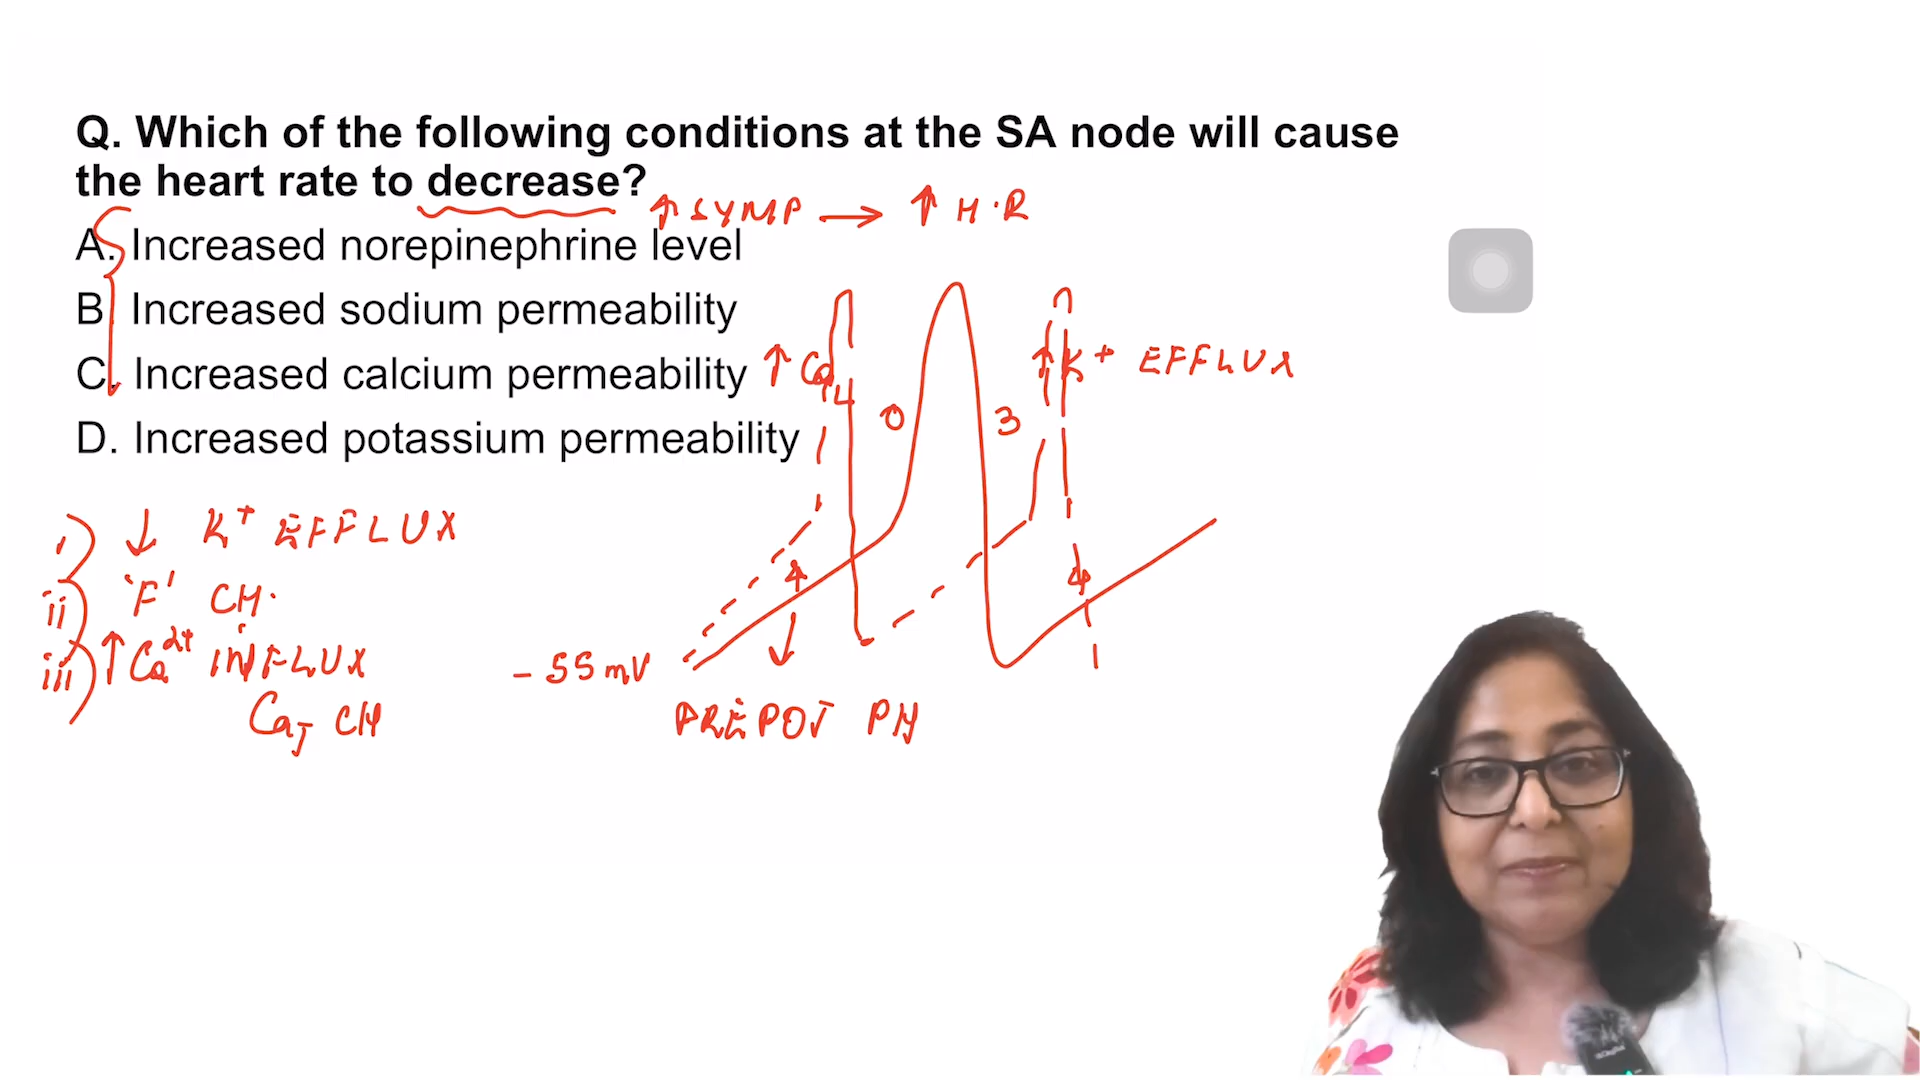 Q. Which of the following conditions at the SA node will cause
the heart rate to decrease?
↑ SYMP → ↑ H.R
A. Increased norepinephrine level
B Increased sodium permeability
C. Increased calcium permeability ↑ Ca
↑ K+ EFFLUX
4 0 3
D. Increased potassium permeability
i) ↓ K+ EFFLUX
ii) 'F' CH.
4
iii) ↑ Ca2+ INFLUX
- 55 mV
CaT CH
PREPOT PH